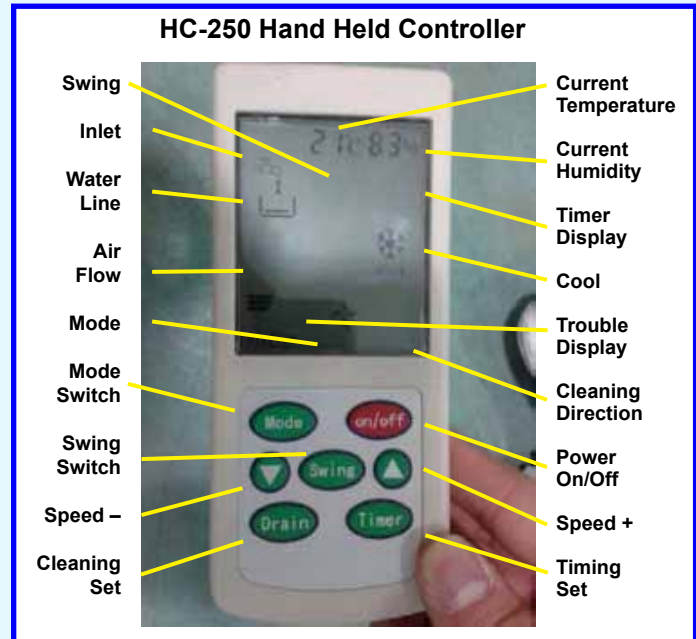 HC-250 Hand Held Controller
Swing
Inlet
Water
Line
Air
Flow
Mode
Mode
Switch
Swing
Switch
Speed –
Cleaning
Set
Current
Temperature
Current
Humidity
Timer
Display
Cool
Trouble
Display
Cleaning
Direction
Power
On/Off
Speed +
Timing
Set
21c 83
Mode
on/off
Swing
Drain
Timer